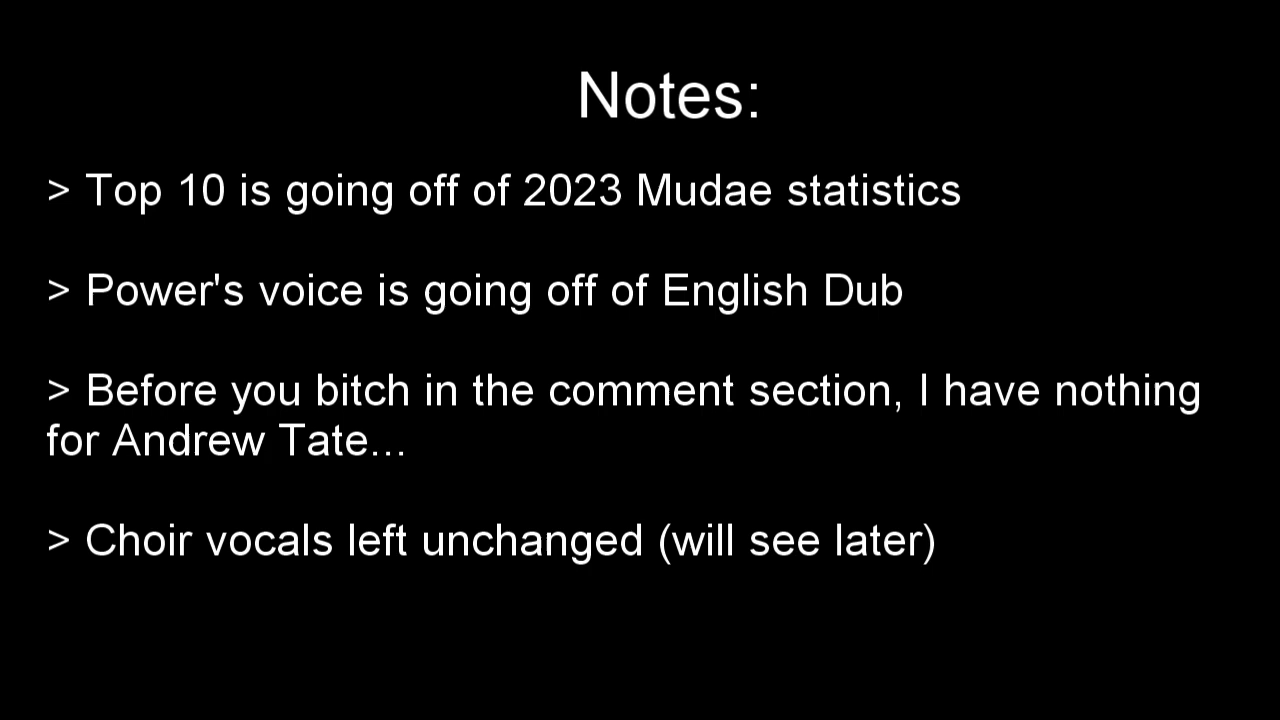 Notes:
> Top 10 is going off of 2023 Mudae statistics
> Power's voice is going off of English Dub
> Before you bitch in the comment section, I have nothing
for Andrew Tate...
> Choir vocals left unchanged (will see later)